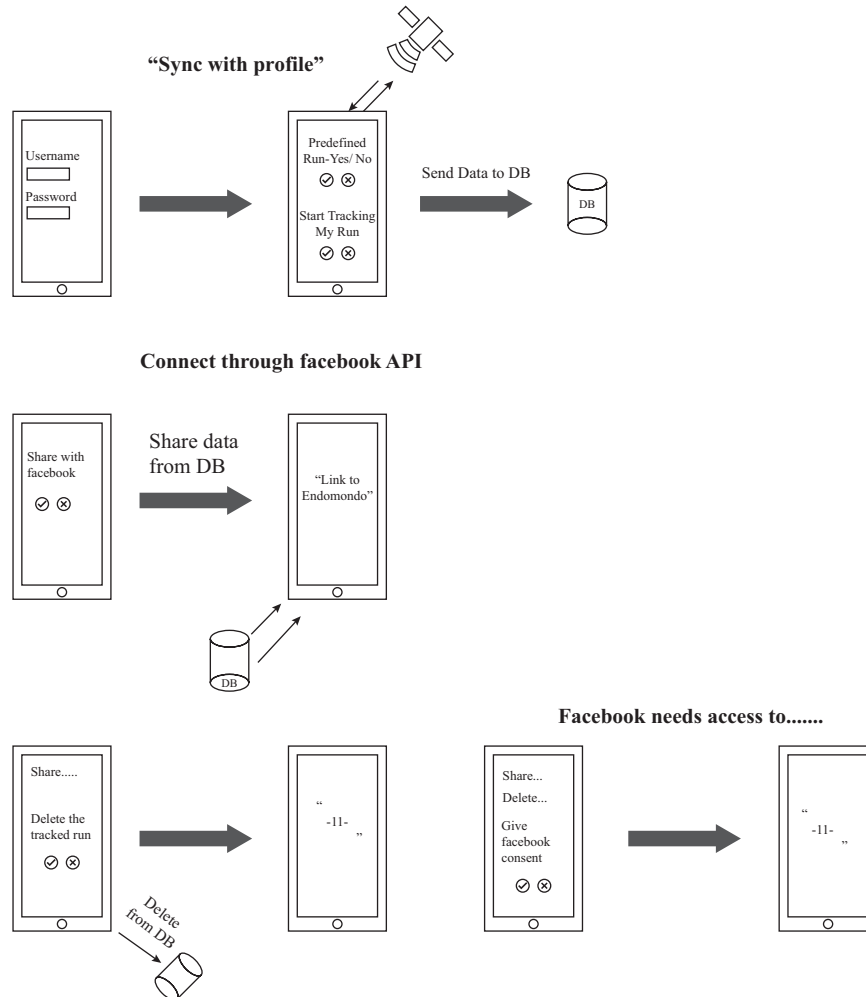 “Sync with profile”
Username
Password
Predefined
Run-Yes/ No
Start Tracking
My Run
Send Data to DB
DB
Connect through facebook API
Share with
facebook
Share data
from DB
“Link to
Endomondo”
DB
Facebook needs access to.......
Share.....
Delete the
tracked run
Delete
from DB
“
-11-
”
Share...
Delete...
Give
facebook
consent
“
-11-
”